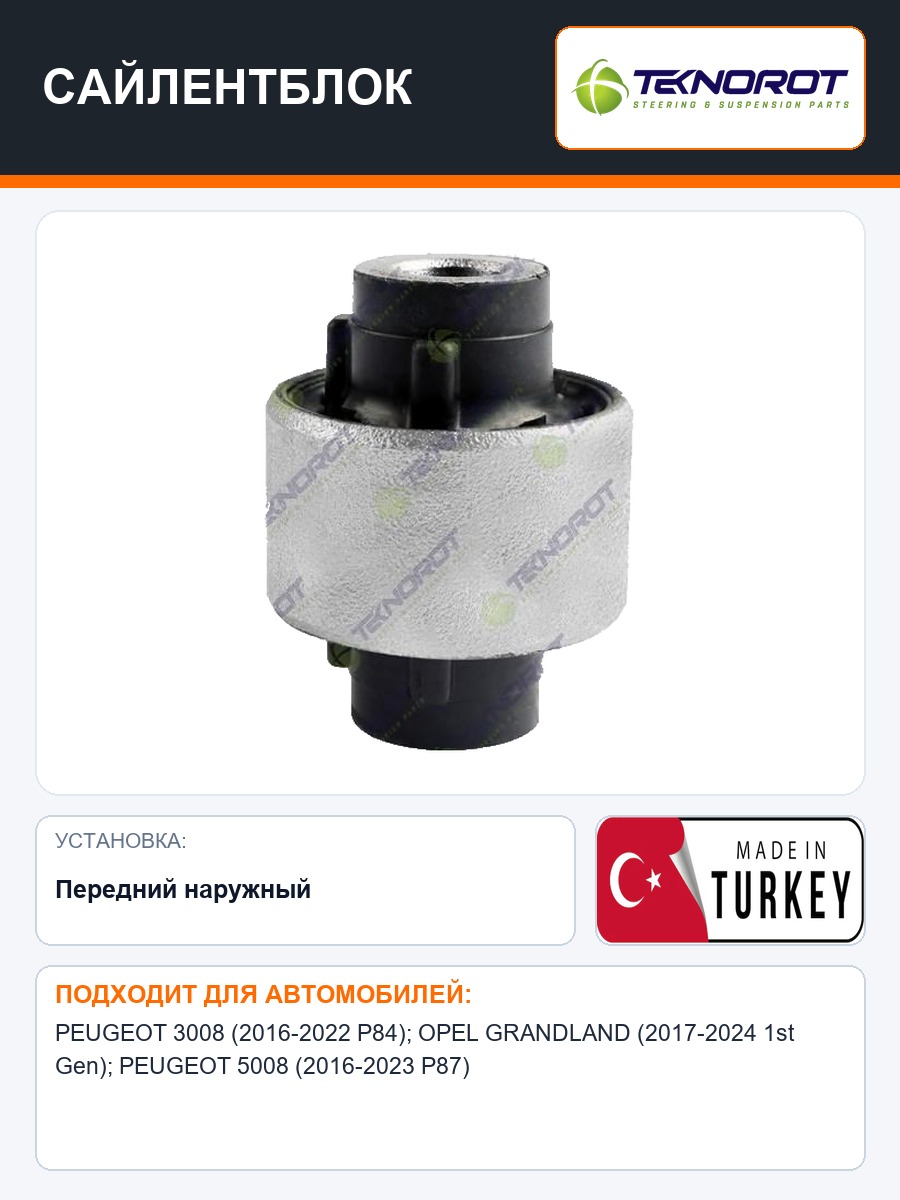 САЙЛЕНТБЛОК
TEKNOROT
STEERING & SUSPENSION PARTS
TEKNOROT
TEKNOROT
TEKNOROT
УСТАНОВКА:
Передний наружный
MADE IN
TURKEY
ПОДХОДИТ ДЛЯ АВТОМОБИЛЕЙ:
PEUGEOT 3008 (2016-2022 P84); OPEL GRANDLAND (2017-2024 1st
Gen); PEUGEOT 5008 (2016-2023 P87)